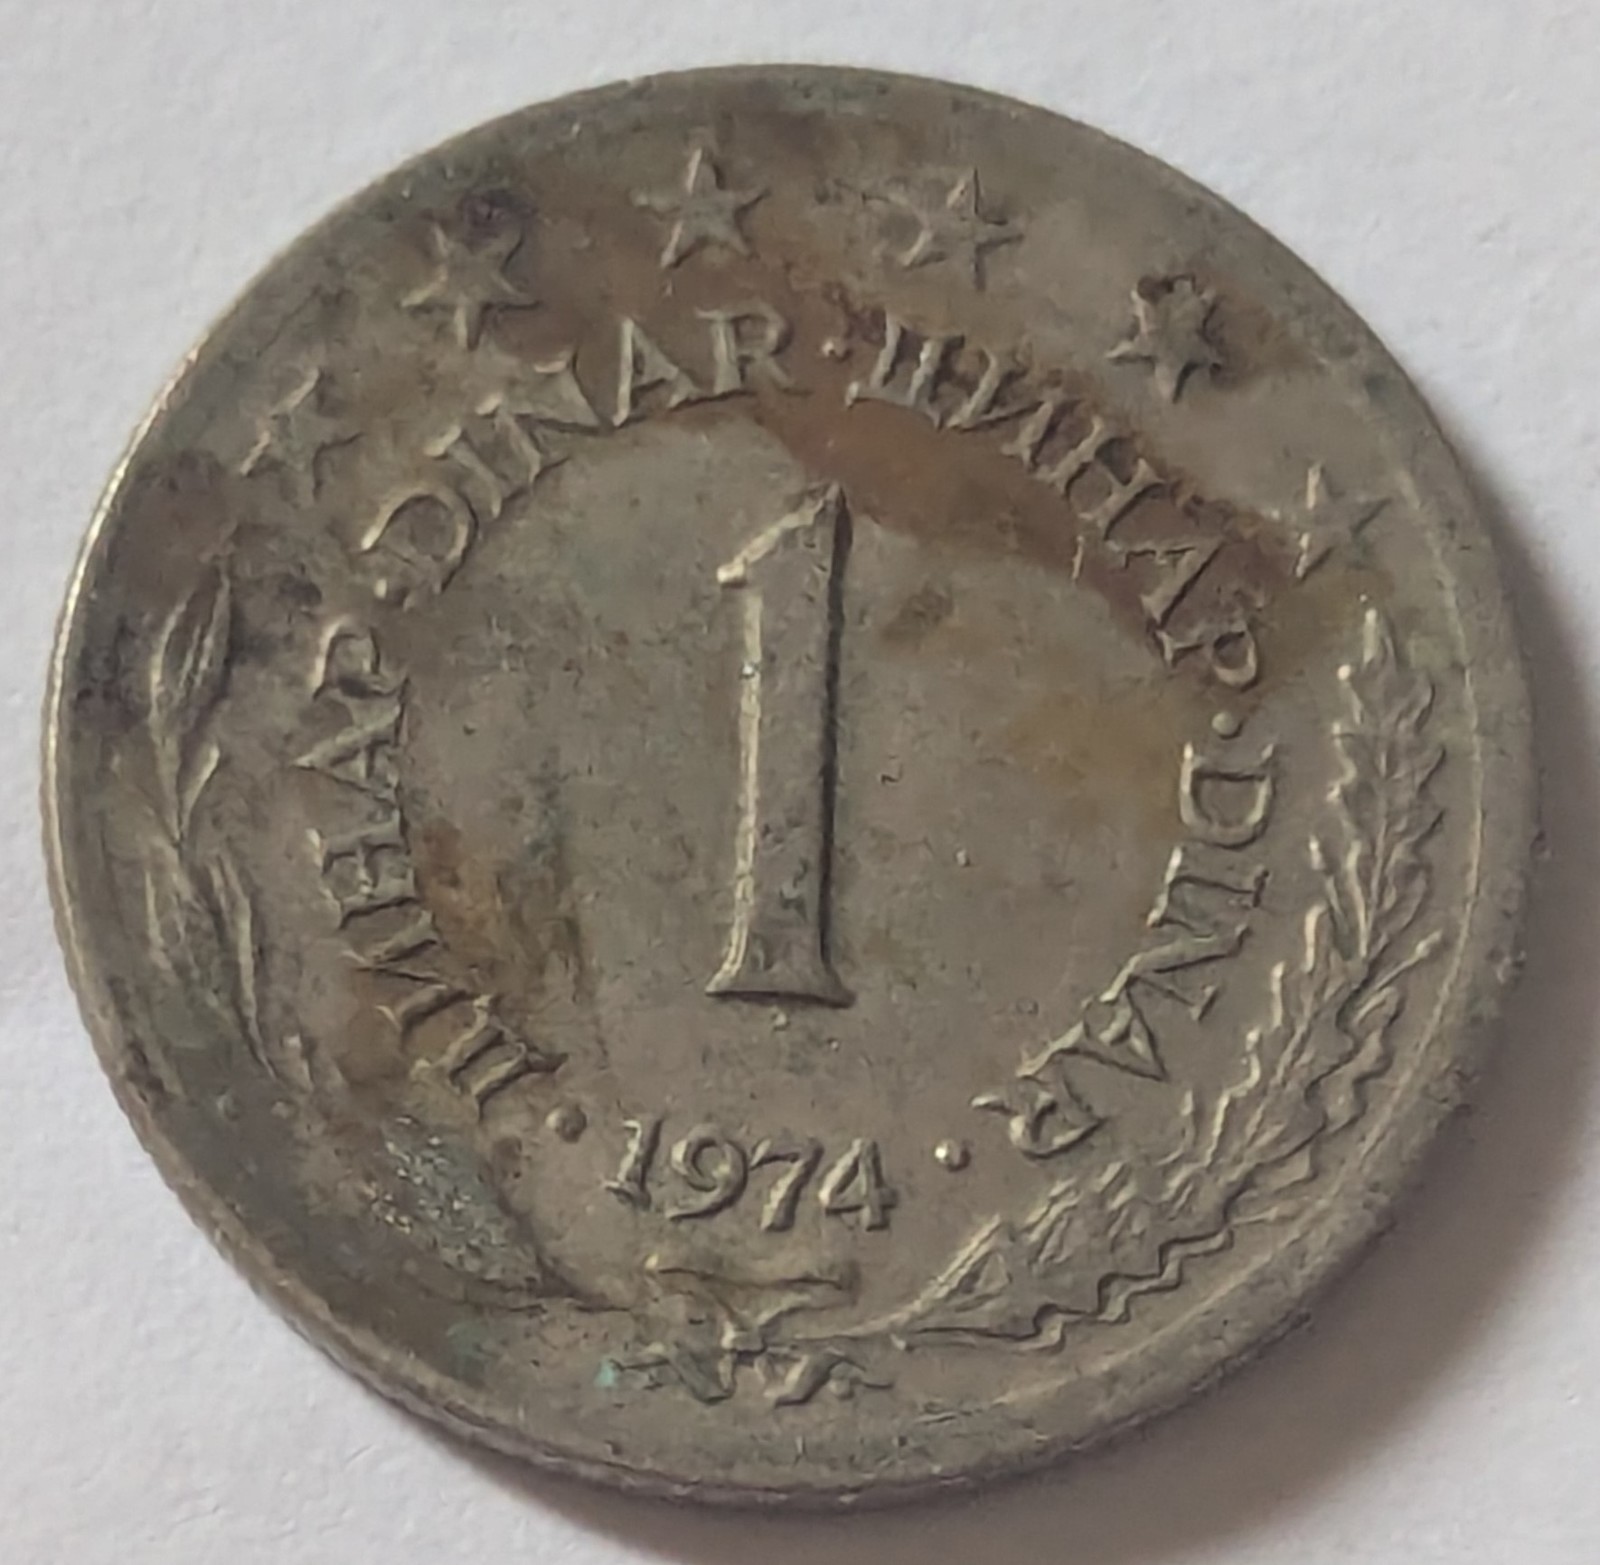 ДИНАР · DINAR · ДИНАР · DINAR
1
· 1974 ·